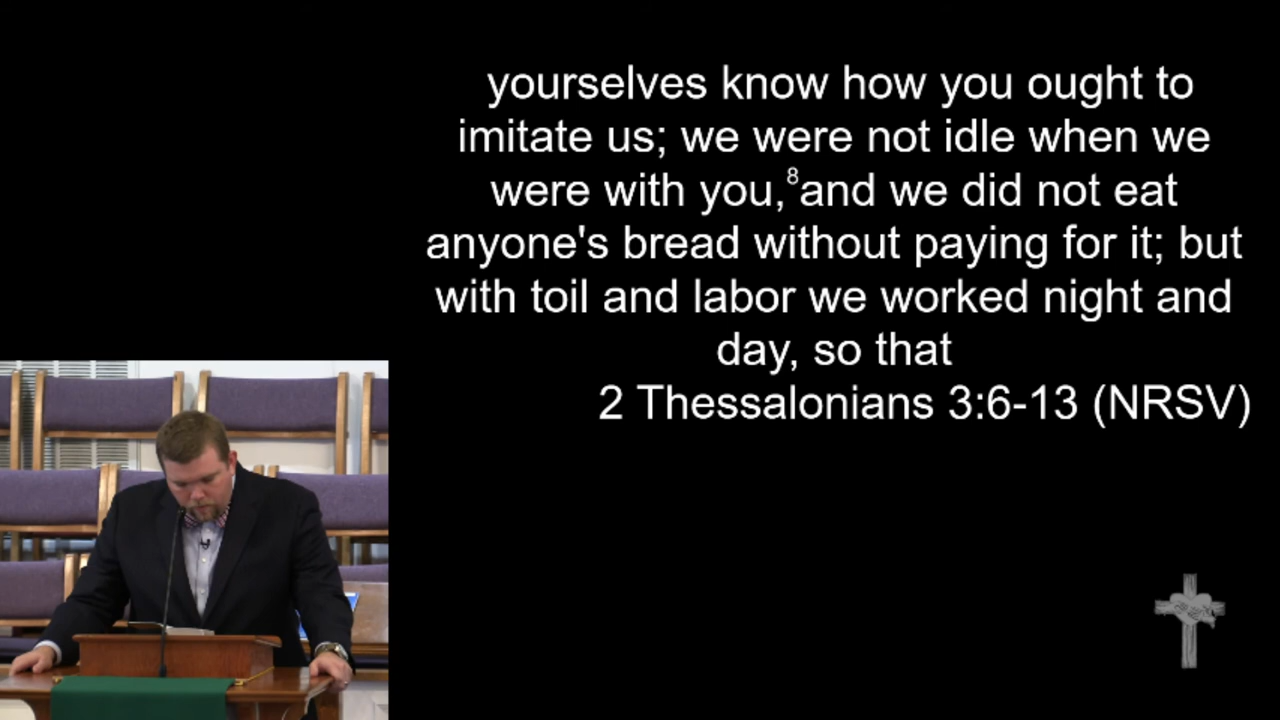 yourselves know how you ought to
imitate us; we were not idle when we
were with you,8and we did not eat
anyone's bread without paying for it; but
with toil and labor we worked night and
day, so that
2 Thessalonians 3:6-13 (NRSV)